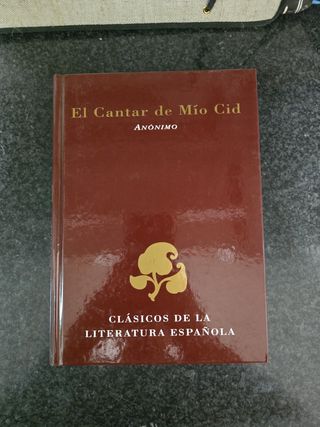 El Cantar de Mío Cid
Anónimo
CLÁSICOS DE LA
LITERATURA ESPAÑOLA